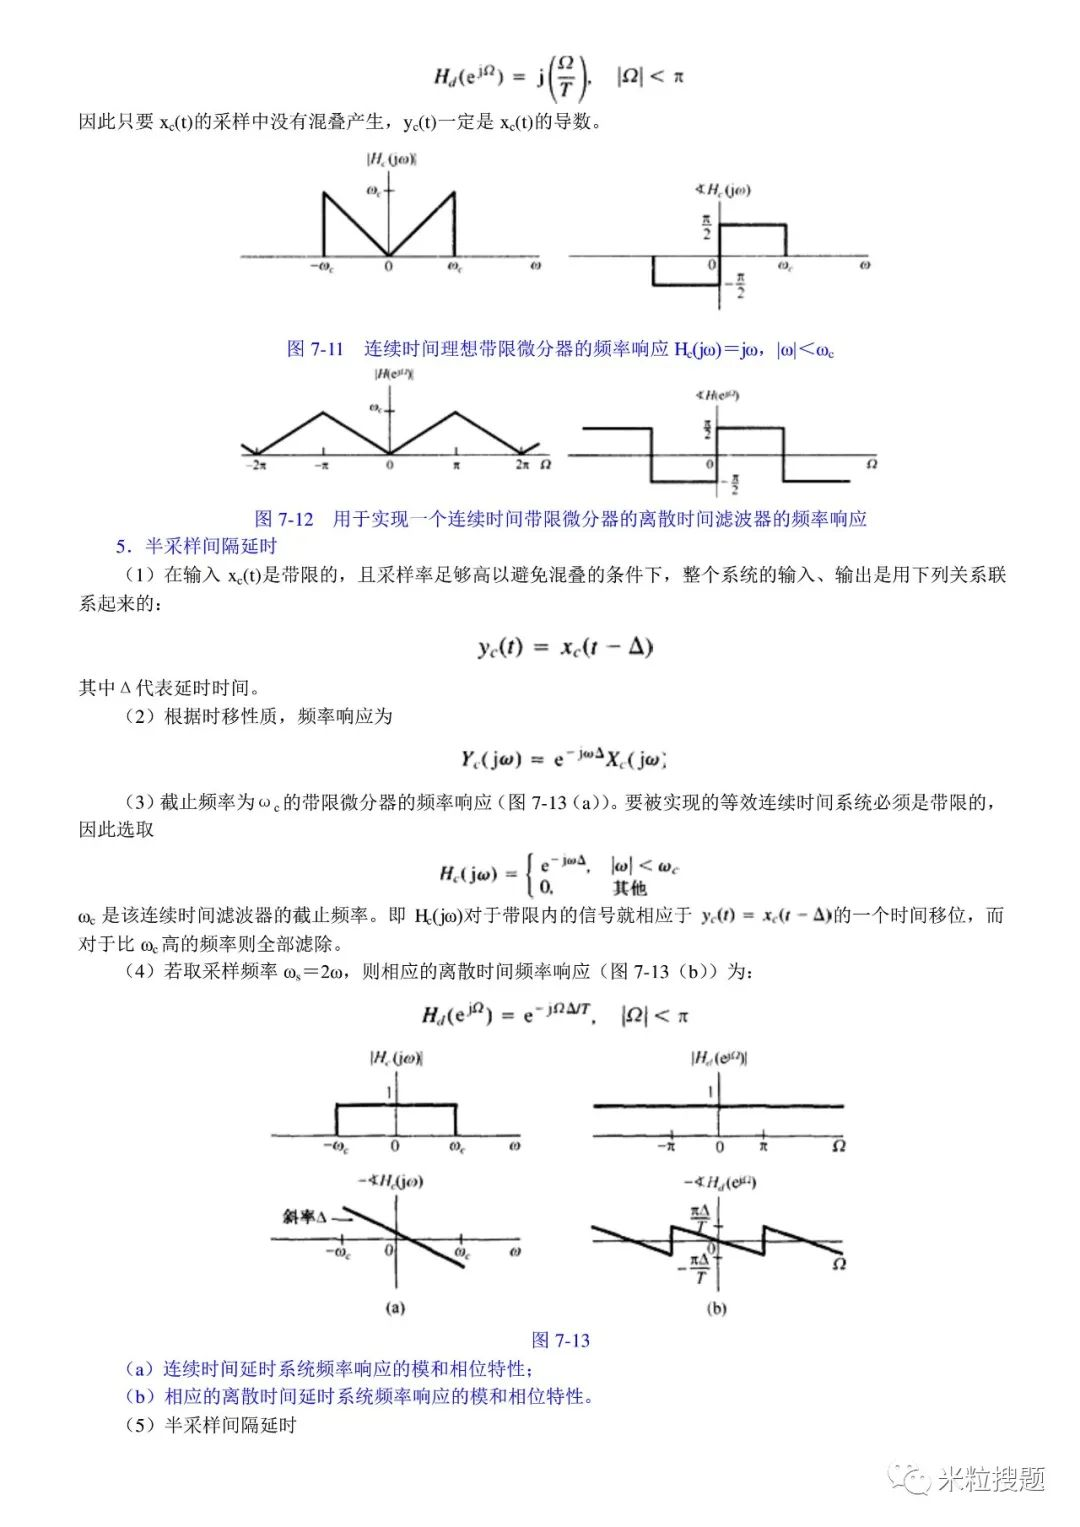 H_d(e^{jΩ}) = j(Ω/T), |Ω| < π
因此只要 x_c(t)的采样中没有混叠产生，y_c(t)一定是 x_c(t)的导数。
|H_c(jω)|
ω_c
-ω_c 0 ω_c ω
∢H_c(jω)
π/2
0 ω_c ω
-π/2
图 7-11 连续时间理想带限微分器的频率响应 H_c(jω)＝jω，|ω|＜ω_c
|H(e^{jΩ})|
ω_c
-2π -π 0 π 2π Ω
∢H(e^{jΩ})
π/2
0 Ω
-π/2
图 7-12 用于实现一个连续时间带限微分器的离散时间滤波器的频率响应
5．半采样间隔延时
（1）在输入 x_c(t)是带限的，且采样率足够高以避免混叠的条件下，整个系统的输入、输出是用下列关系联
系起来的：
y_c(t) = x_c(t - Δ)
其中 Δ 代表延时时间。
（2）根据时移性质，频率响应为
Y_c(jω) = e^{-jωΔ}X_c(jω)
（3）截止频率为 ω_c 的带限微分器的频率响应（图 7-13（a））。要被实现的等效连续时间系统必须是带限的，
因此选取
H_c(jω) = { e^{-jωΔ}, |ω| < ω_c
0, 其他
ω_c 是该连续时间滤波器的截止频率。即 H_c(jω)对于带限内的信号就相应于 y_c(t) = x_c(t - Δ)的一个时间移位，而
对于比 ω_c 高的频率则全部滤除。
（4）若取采样频率 ω_s＝2ω，则相应的离散时间频率响应（图 7-13（b））为：
H_d(e^{jΩ}) = e^{-jΩΔ/T}, |Ω| < π
|H_c(jω)|
1
-ω_c 0 ω_c ω
|H_d(e^{jΩ})|
1
-π 0 π Ω
-∢H_c(jω)
斜率Δ
-ω_c 0 ω_c ω
(a)
-∢H_d(e^{jΩ})
πΔ/T
0 Ω
-πΔ/T
(b)
图 7-13
（a）连续时间延时系统频率响应的模和相位特性；
（b）相应的离散时间延时系统频率响应的模和相位特性。
（5）半采样间隔延时
米粒搜题